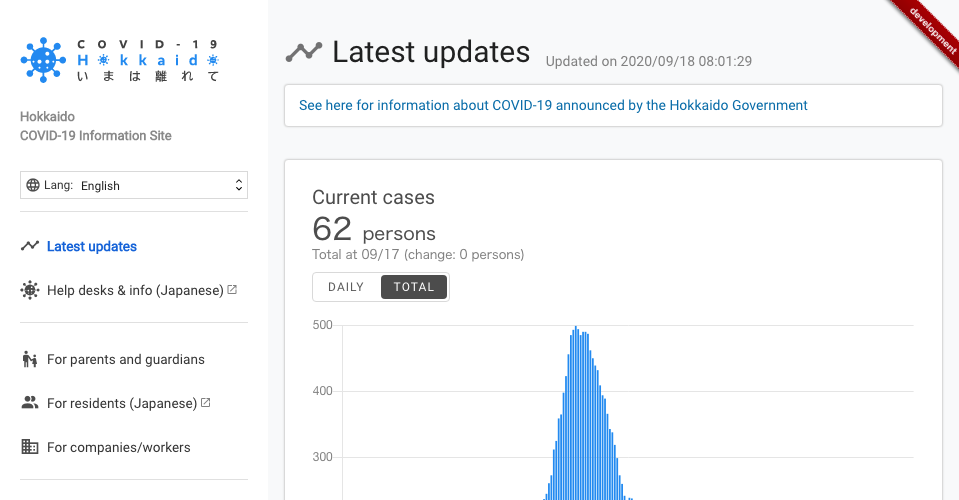 COVID-19
Hokkaido
いまは離れて
Hokkaido
COVID-19 Information Site
Lang: English
Latest updates
Help desks & info (Japanese)
For parents and guardians
For residents (Japanese)
For companies/workers
development
Latest updates Updated on 2020/09/18 08:01:29
See here for information about COVID-19 announced by the Hokkaido Government
Current cases
62 persons
Total at 09/17 (change: 0 persons)
DAILY TOTAL
500
400
300